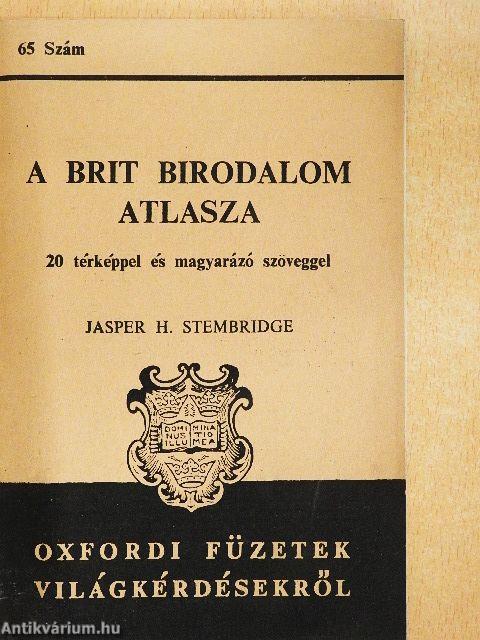 65 Szám
A BRIT BIRODALOM
ATLASZA
20 térképpel és magyarázó szöveggel
JASPER H. STEMBRIDGE
DOMI MINA
NUS TIO
ILLU MEA
OXFORDI FÜZETEK
VILÁGKÉRDÉSEKRŐL
Antikvárium.hu